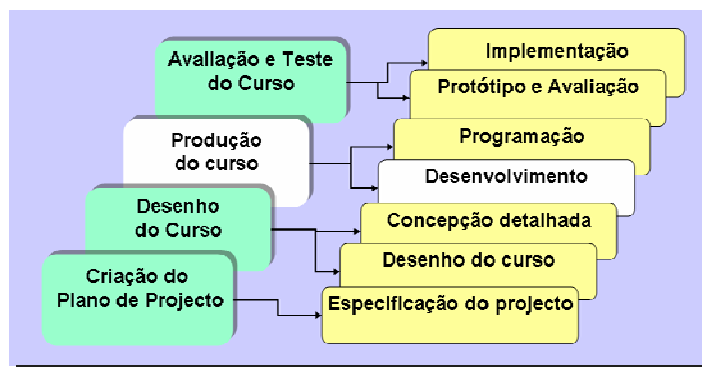 Avaliação e Teste
do Curso
Implementação
Protótipo e Avaliação
Produção
do curso
Programação
Desenvolvimento
Desenho
do Curso
Concepção detalhada
Desenho do curso
Criação do
Plano de Projecto
Especificação do projecto